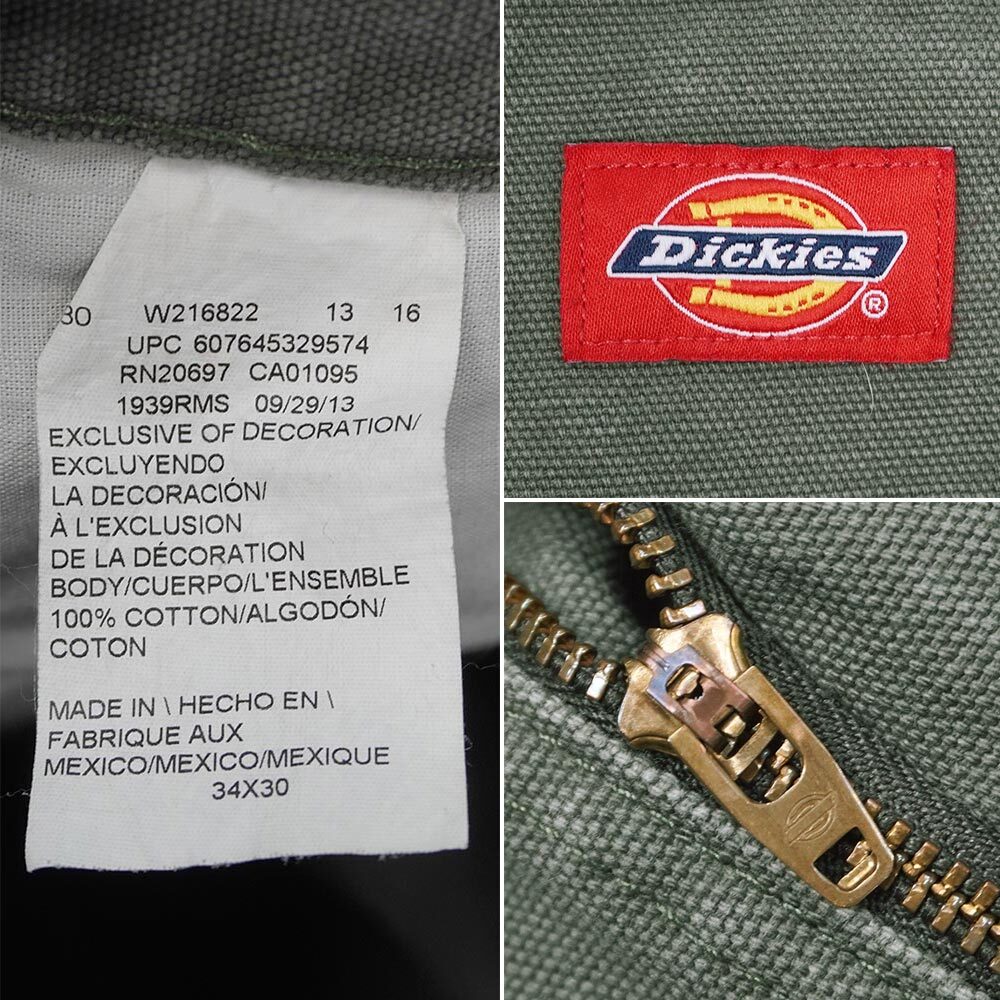 30 W216822 13 16
UPC 607645329574
RN20697 CA01095
1939RMS 09/29/13
EXCLUSIVE OF DECORATION/
EXCLUYENDO
LA DECORACIÓN/
À L'EXCLUSION
DE LA DÉCORATION
BODY/CUERPO/L'ENSEMBLE
100% COTTON/ALGODÓN/
COTON
MADE IN \ HECHO EN \
FABRIQUE AUX
MEXICO/MEXICO/MEXIQUE
34X30
Dickies
®